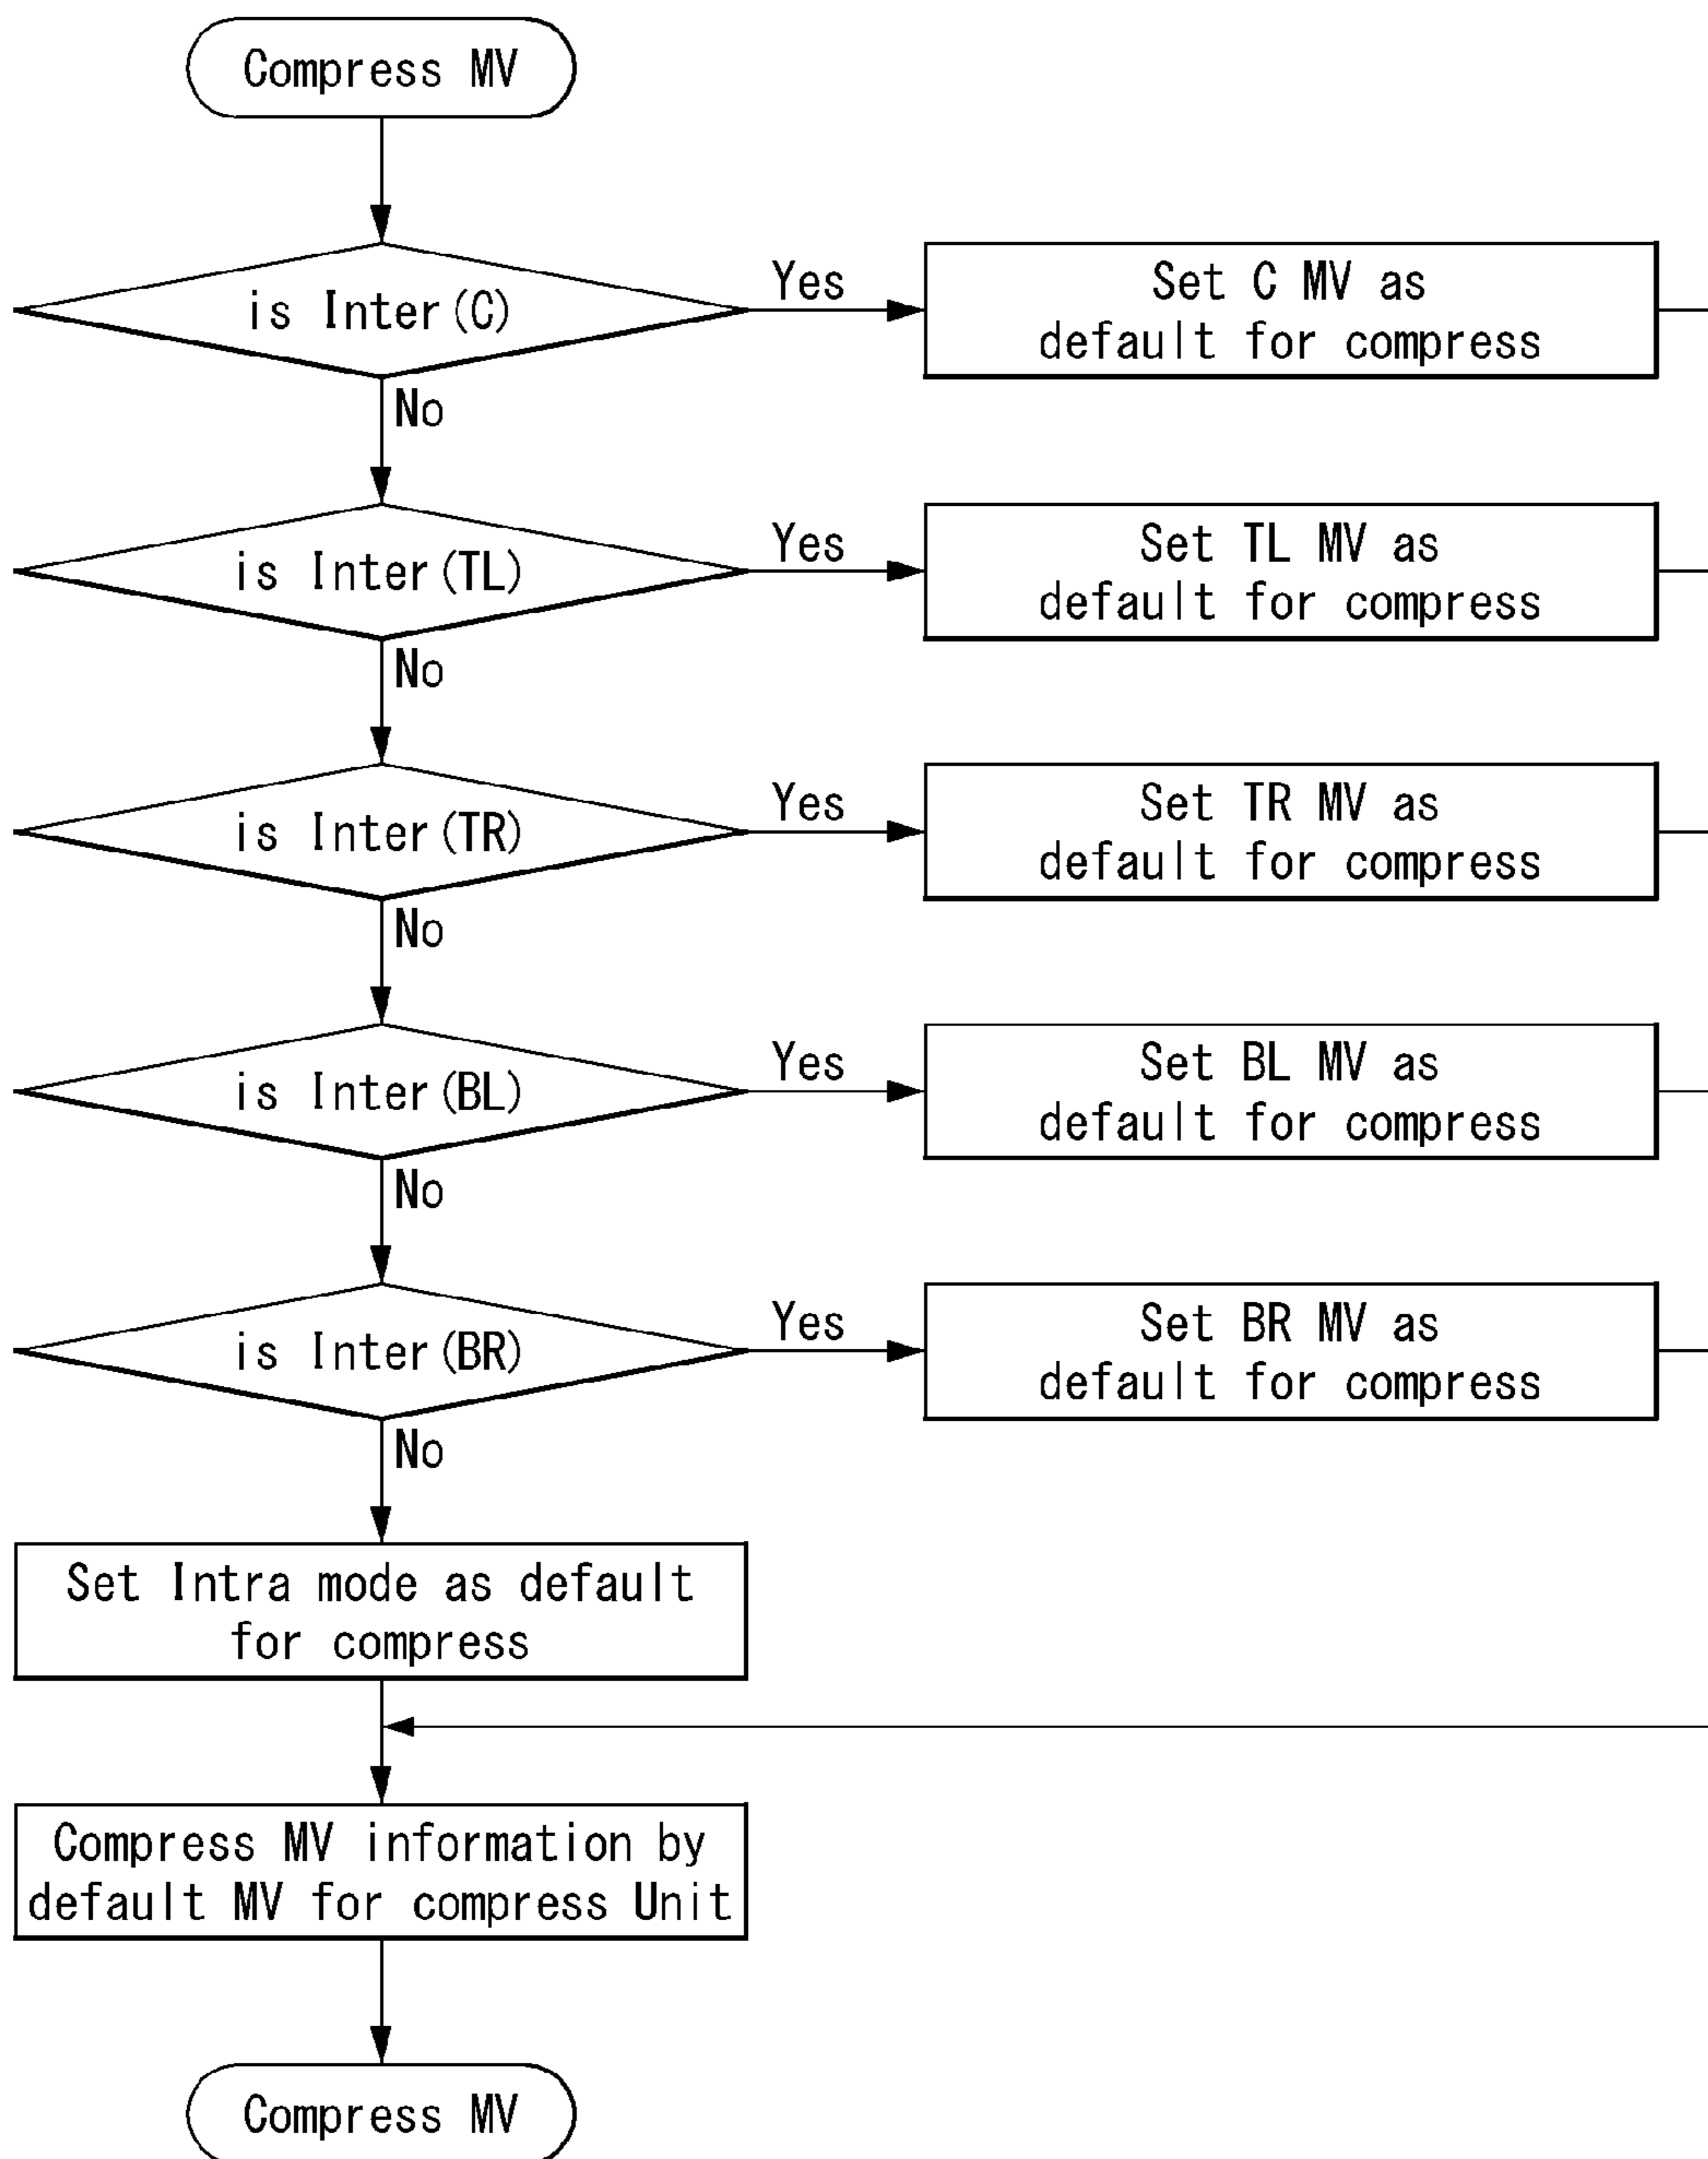 Compress MV
is Inter(C)
Yes
Set C MV as
default for compress
No
is Inter(TL)
Yes
Set TL MV as
default for compress
No
is Inter(TR)
Yes
Set TR MV as
default for compress
No
is Inter(BL)
Yes
Set BL MV as
default for compress
No
is Inter(BR)
Yes
Set BR MV as
default for compress
No
Set Intra mode as default
for compress
Compress MV information by
default MV for compress Unit
Compress MV